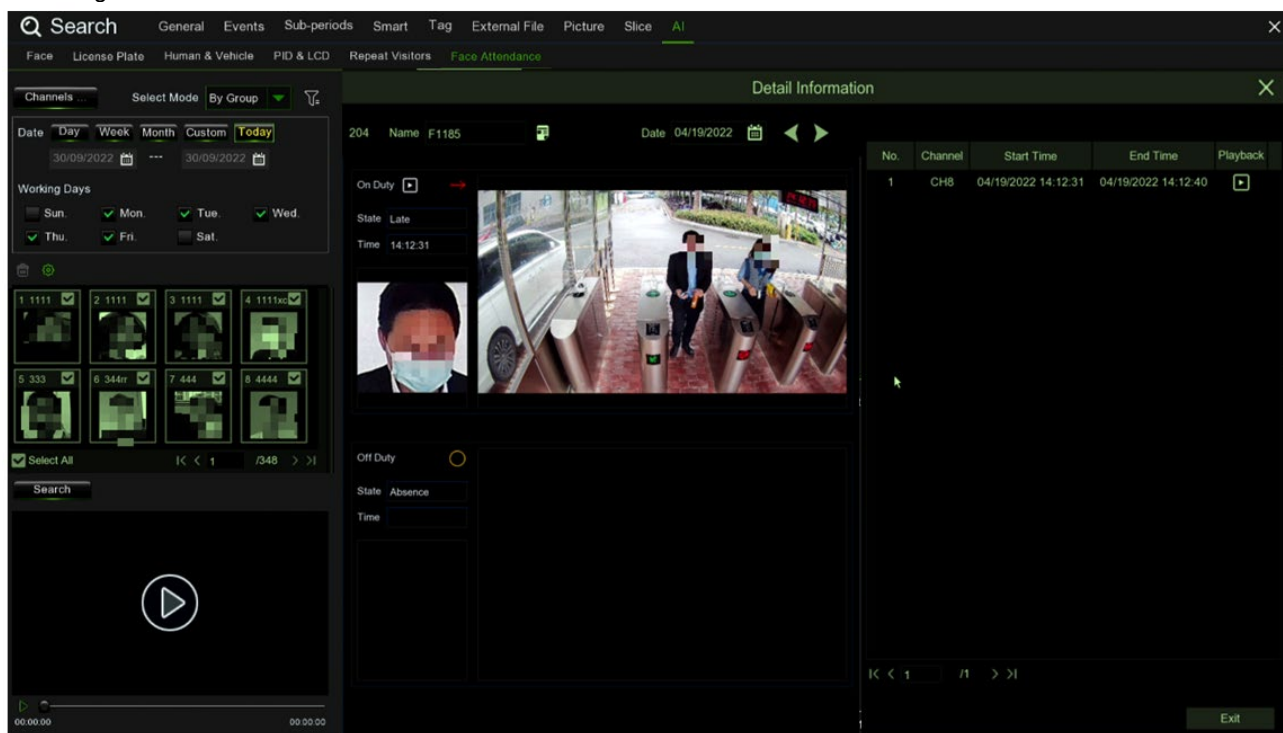 Search General Events Sub-periods Smart Tag External File Picture Slice AI
Face License Plate Human & Vehicle PID & LCD Repeat Visitors Face Attendance
Detail Information
Channels ... Select Mode By Group
Date Day Week Month Custom Today
30/09/2022 --- 30/09/2022
Working Days
Sun. Mon. Tue. Wed.
Thu. Fri. Sat.
1 1111 2 1111 3 1111 4 1111xc
5 333 6 344rr 7 444 8 4444
Select All 1 /348
Search
00:00:00 00:00:00
204 Name F1185 Date 04/19/2022
On Duty
State Late
Time 14:12:31
Off Duty
State Absence
Time
No. Channel Start Time End Time Playback
1 CH8 04/19/2022 14:12:31 04/19/2022 14:12:40
1 /1
Exit